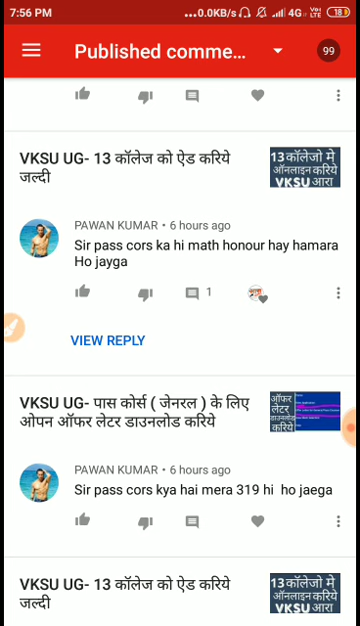 7:56 PM
...0.0KB/s 4G Vo LTE 18
Published comme... 99
VKSU UG- 13 कॉलेज को ऐड करिये
जल्दी
13 कॉलेजो मे
ऑनलाइन करिये
VKSU आरा
PAWAN KUMAR • 6 hours ago
Sir pass cors ka hi math honour hay hamara
Ho jayga
1
VIEW REPLY
VKSU UG- पास कोर्स ( जेनरल ) के लिए
ओपन ऑफर लेटर डाउनलोड करिये
ऑफर
लेटर
डाउनलोड
करिये
PAWAN KUMAR • 6 hours ago
Sir pass cors kya hai mera 319 hi ho jaega
VKSU UG- 13 कॉलेज को ऐड करिये
जल्दी
13 कॉलेजो मे
ऑनलाइन करिये
VKSU आरा